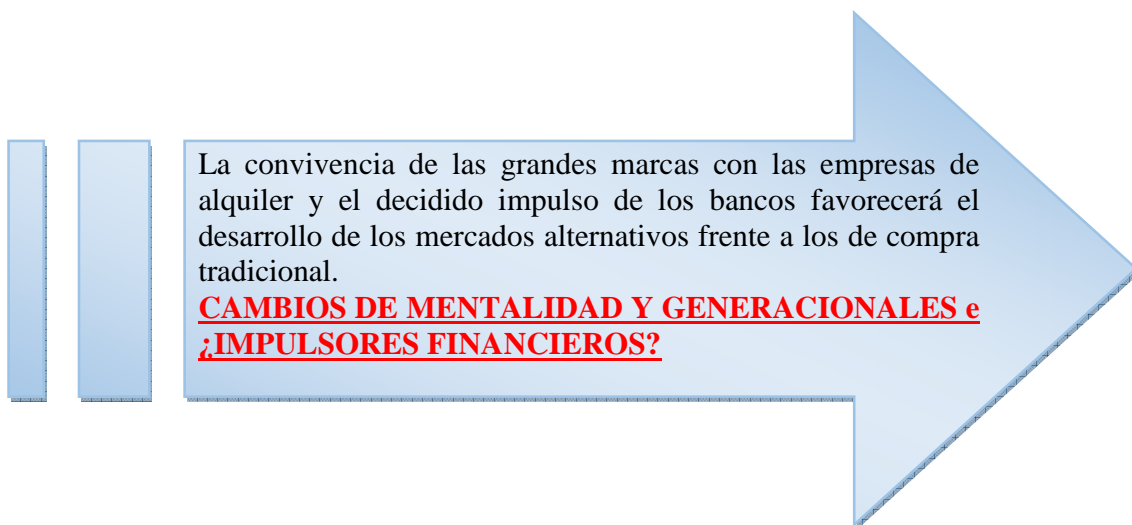 La convivencia de las grandes marcas con las empresas de
alquiler y el decidido impulso de los bancos favorecerá el
desarrollo de los mercados alternativos frente a los de compra
tradicional.
CAMBIOS DE MENTALIDAD Y GENERACIONALES e
¿IMPULSORES FINANCIEROS?